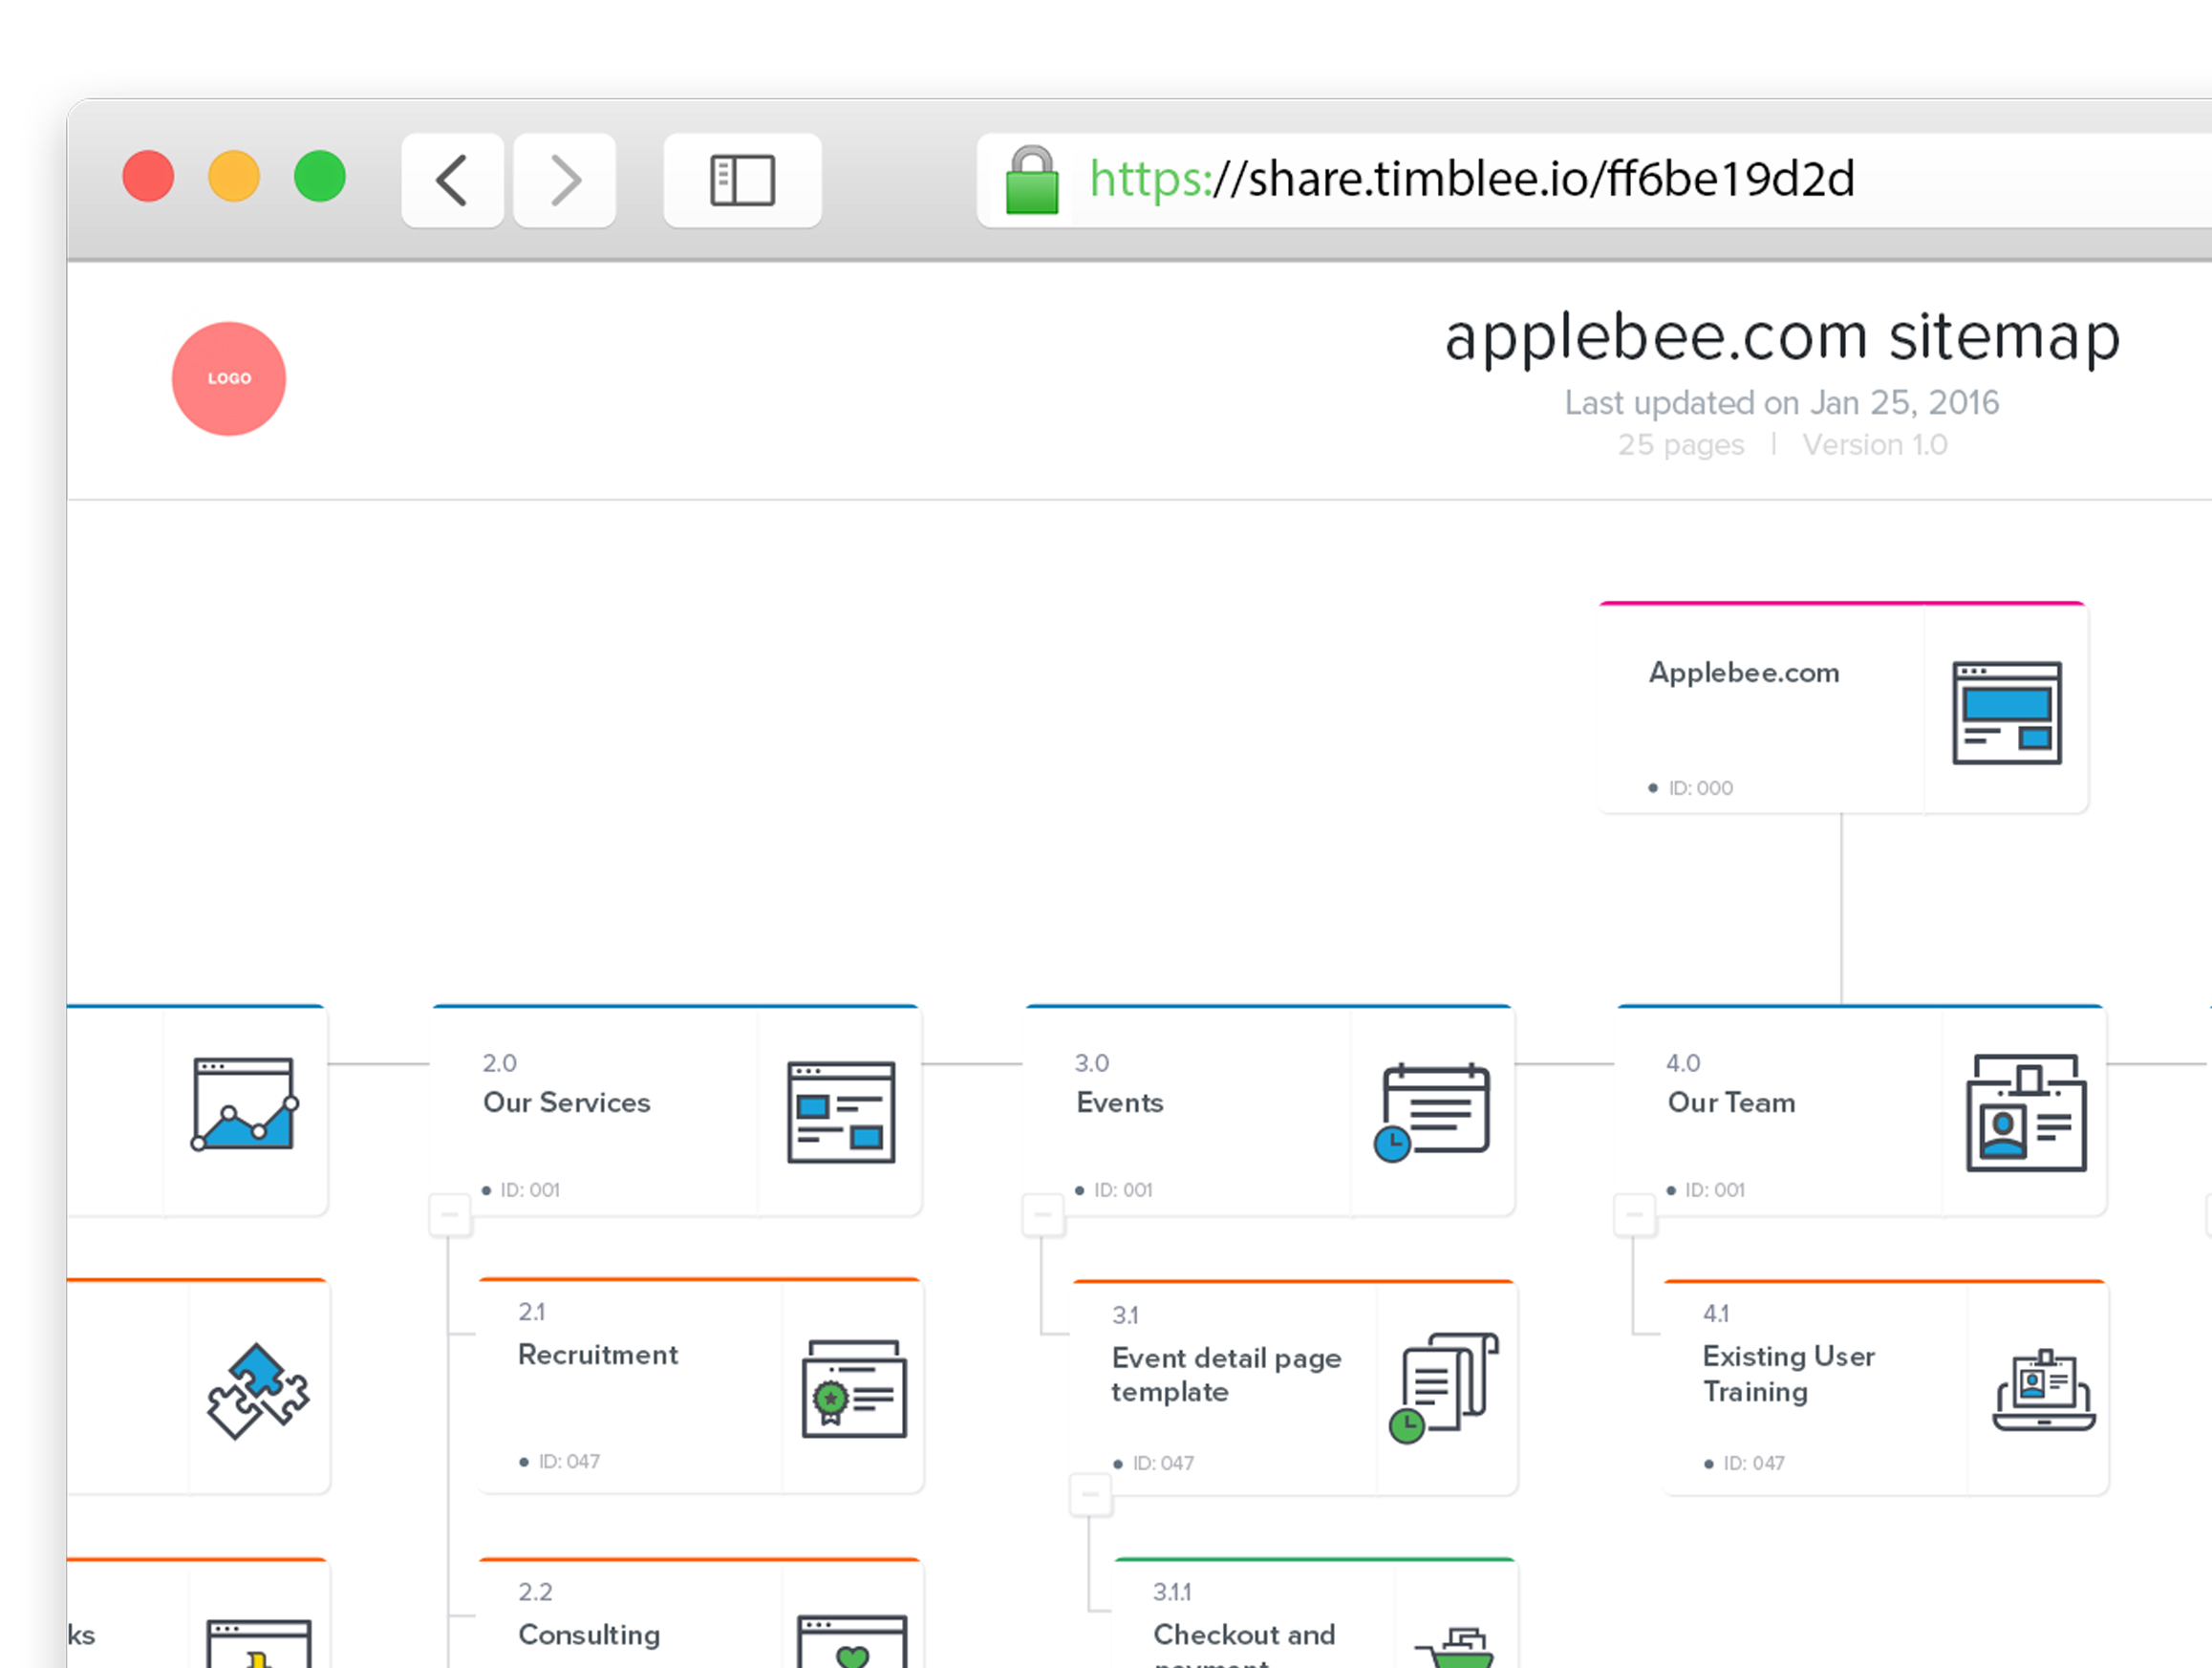 https://share.timblee.io/ff6be19d2d
LOGO
applebee.com sitemap
Last updated on Jan 25, 2016
25 pages | Version 1.0
Applebee.com
ID: 000
2.0
Our Services
ID: 001
3.0
Events
ID: 001
4.0
Our Team
ID: 001
2.1
Recruitment
ID: 047
3.1
Event detail page
template
ID: 047
4.1
Existing User
Training
ID: 047
ks
2.2
Consulting
3.1.1
Checkout and
payment